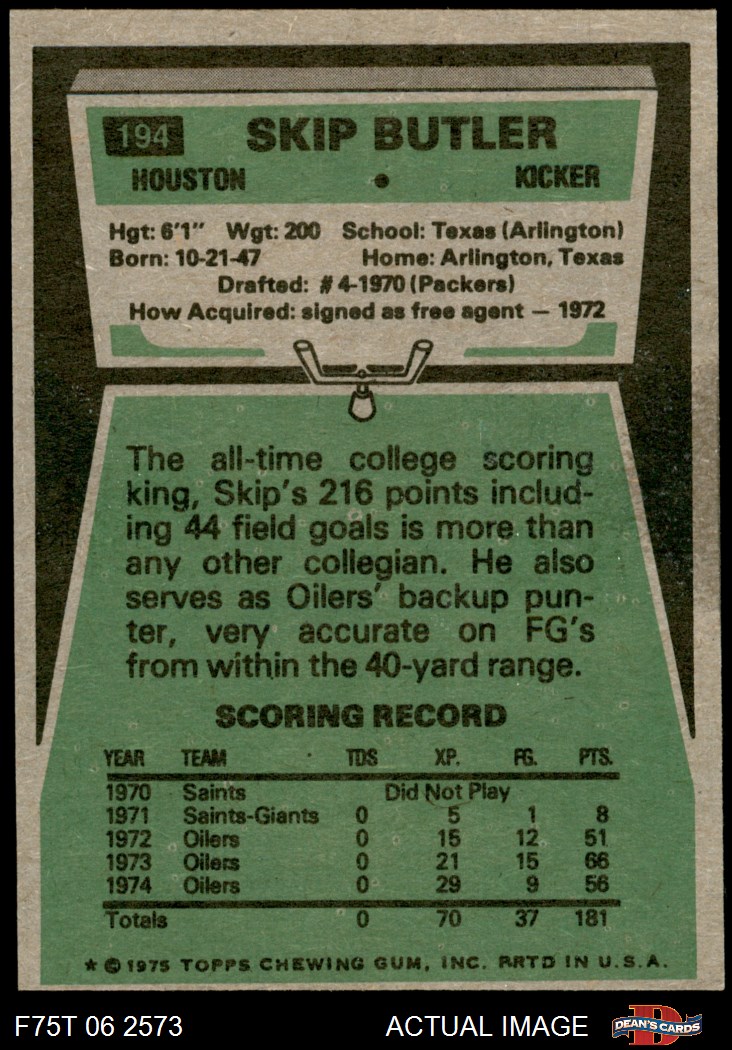 194 SKIP BUTLER
HOUSTON • KICKER
Hgt: 6'1" Wgt: 200 School: Texas (Arlington)
Born: 10-21-47 Home: Arlington, Texas
Drafted: #4-1970 (Packers)
How Acquired: signed as free agent — 1972
The all-time college scoring
king, Skip's 216 points includ-
ing 44 field goals is more than
any other collegian. He also
serves as Oilers' backup pun-
ter, very accurate on FG's
from within the 40-yard range.
SCORING RECORD
YEAR TEAM TDS XP. FG. PTS.
1970 Saints Did Not Play
1971 Saints-Giants 0 5 1 8
1972 Oilers 0 15 12 51
1973 Oilers 0 21 15 66
1974 Oilers 0 29 9 56
Totals 0 70 37 181
★ © 1975 TOPPS CHEWING GUM, INC. PRTD IN U.S.A.
F75T 06 2573 ACTUAL IMAGE DEAN'S CARDS